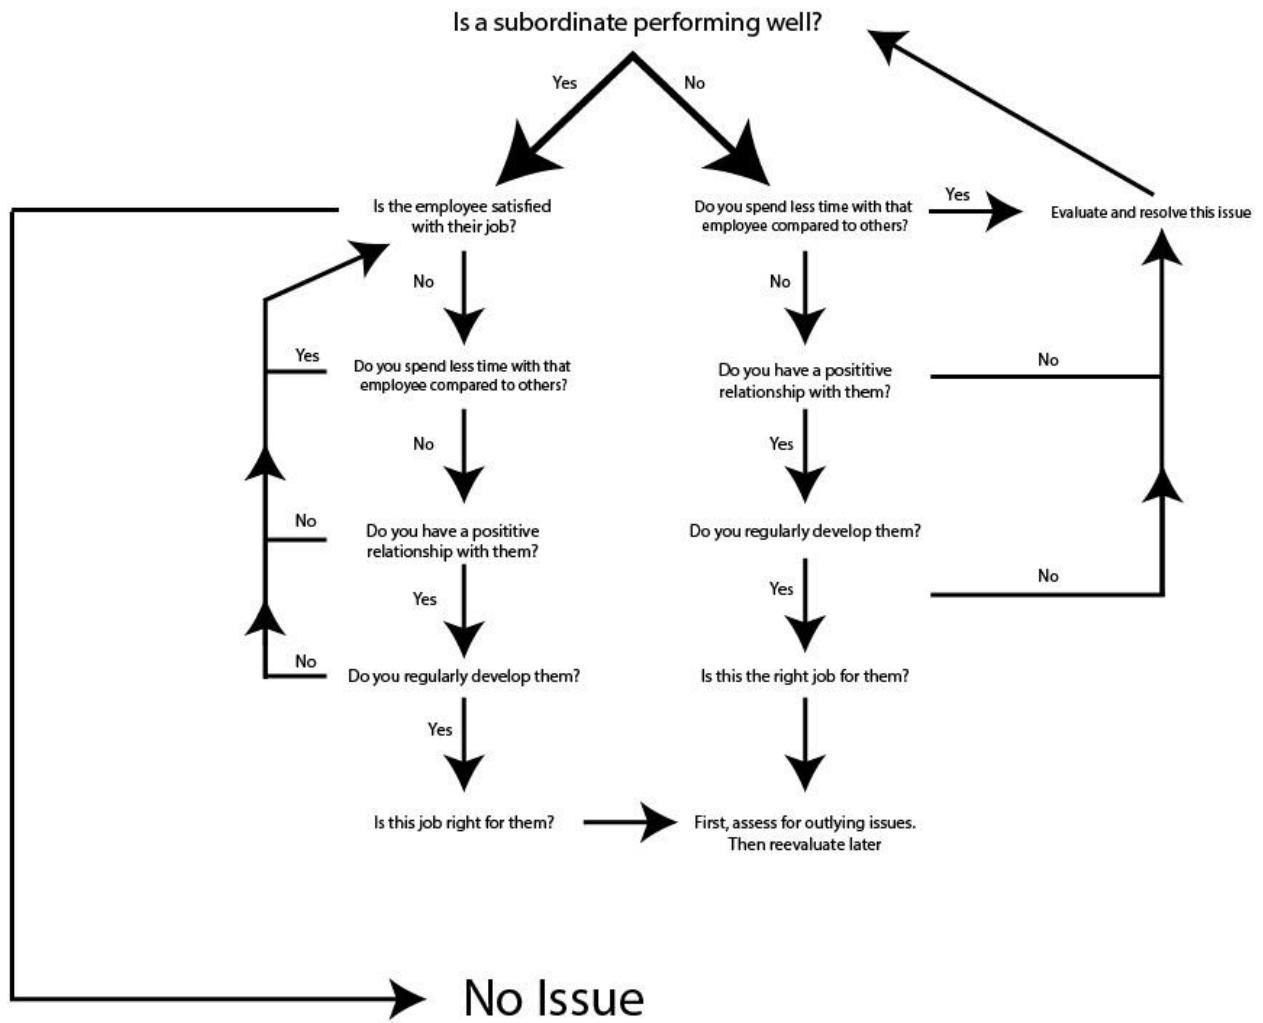 Is a subordinate performing well?
Yes
No
Is the employee satisfied
with their job?
Do you spend less time with that
employee compared to others?
Yes
Evaluate and resolve this issue
No
No
Yes
Do you spend less time with that
employee compared to others?
Do you have a posititive
relationship with them?
No
No
Yes
No
Do you have a posititive
relationship with them?
Do you regularly develop them?
Yes
Yes
No
No
Do you regularly develop them?
Is this the right job for them?
Yes
Is this job right for them?
First, assess for outlying issues.
Then reevaluate later
No Issue